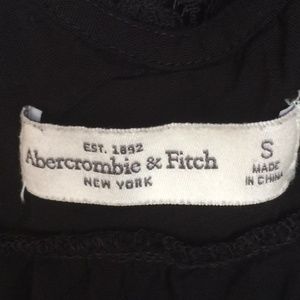 EST. 1892
Abercrombie & Fitch
NEW YORK
S
MADE
IN CHINA